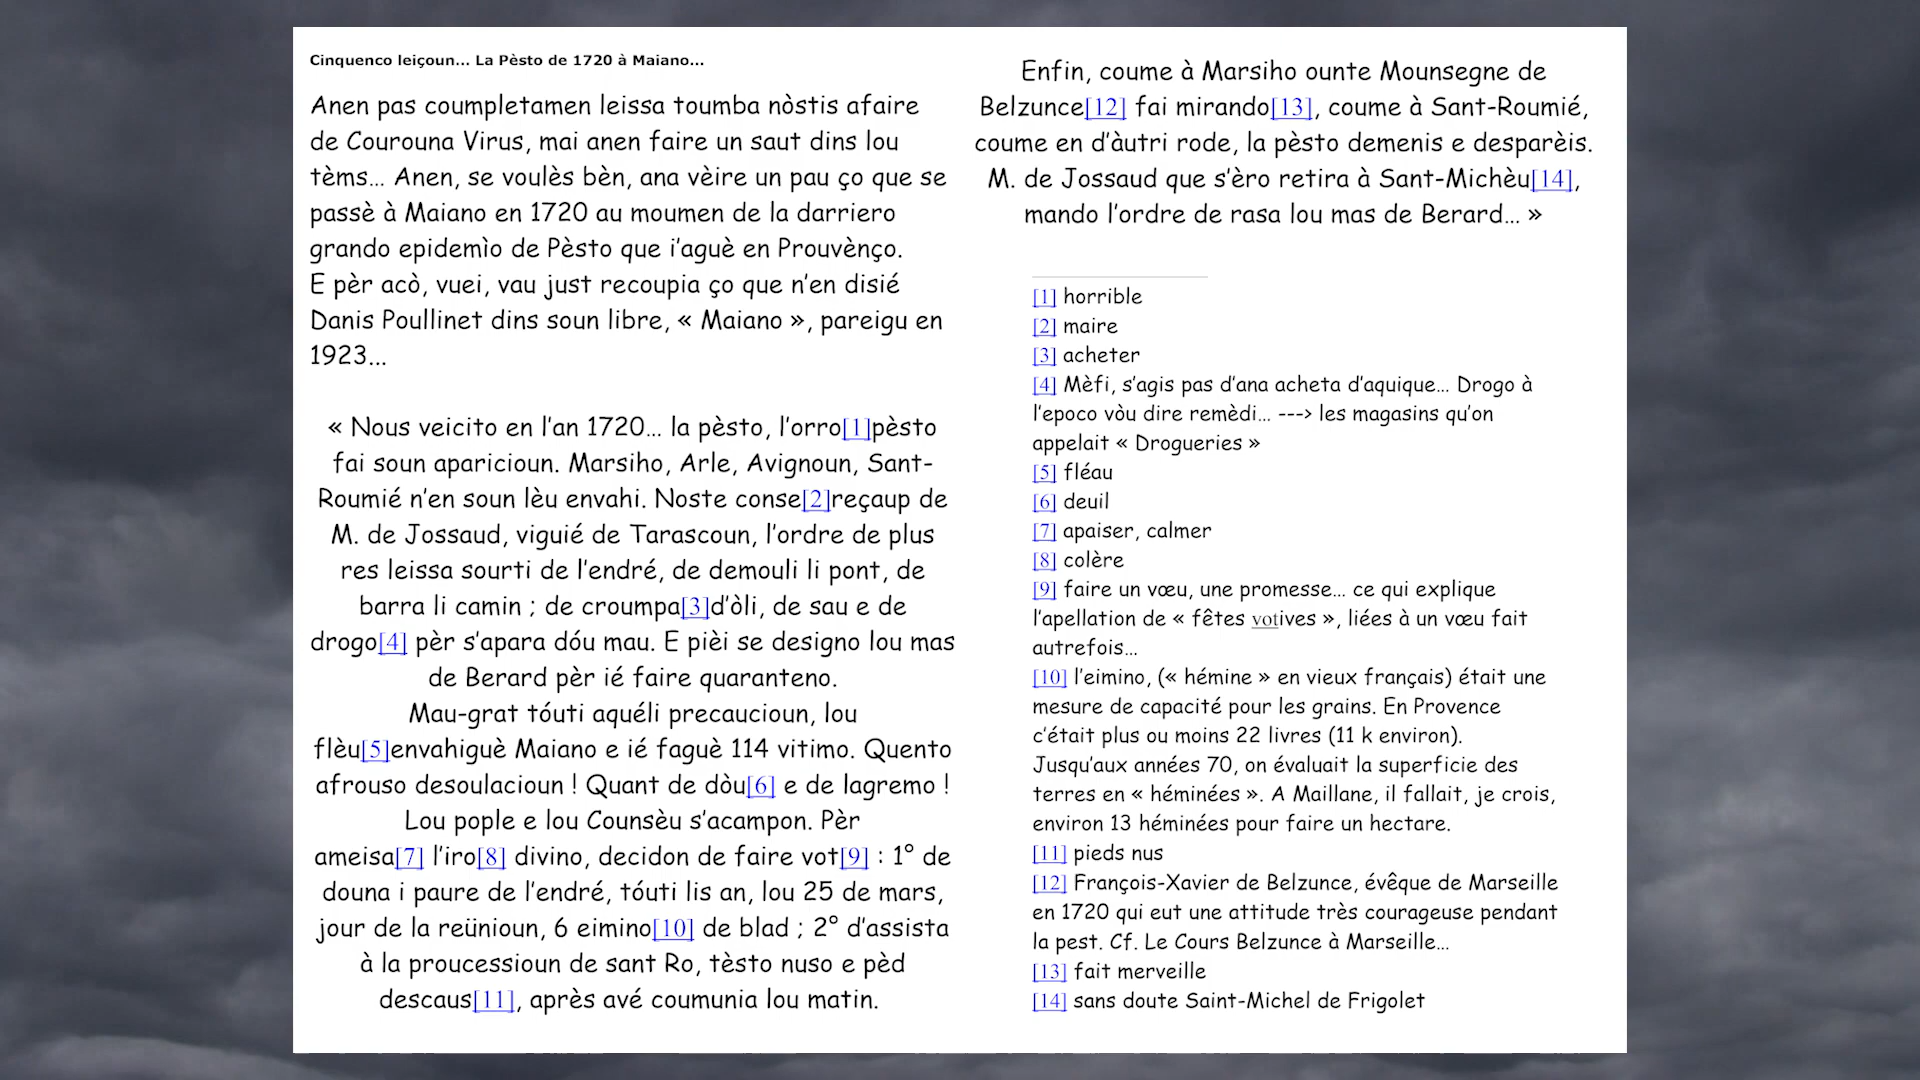 Cinquenco leiçoun... La Pèsto de 1720 à Maiano...
Anen pas coumpletamen leissa toumba nòstis afaire
de Courouna Virus, mai anen faire un saut dins lou
tèms... Anen, se voulès bèn, ana vèire un pau ço que se
passè à Maiano en 1720 au moumen de la darriero
grando epidemìo de Pèsto que i’aguè en Prouvènço.
E pèr acò, vuei, vau just recoupia ço que n’en disié
Danis Poullinet dins soun libre, « Maiano », pareigu en
1923...
« Nous veicito en l’an 1720... la pèsto, l’orro[1]pèsto
fai soun aparicioun. Marsiho, Arle, Avignoun, Sant-
Roumié n’en soun lèu envahi. Noste conse[2]reçaup de
M. de Jossaud, viguié de Tarascoun, l’ordre de plus
res leissa sourti de l’endré, de demouli li pont, de
barra li camin ; de croumpa[3]d’òli, de sau e de
drogo[4] pèr s’apara dóu mau. E pièi se designo lou mas
de Berard pèr ié faire quaranteno.
Mau-grat tóuti aquéli precaucioun, lou
flèu[5]envahiguè Maiano e ié faguè 114 vitimo. Quento
afrouso desoulacioun ! Quant de dòu[6] e de lagremo !
Lou pople e lou Counsèu s’acampon. Pèr
ameisa[7] l’iro[8] divino, decidon de faire vot[9] : 1° de
douna i paure de l’endré, tóuti lis an, lou 25 de mars,
jour de la reünioun, 6 eimino[10] de blad ; 2° d’assista
à la proucessioun de sant Ro, tèsto nuso e pèd
descaus[11], après avé coumunia lou matin.
Enfin, coume à Marsiho ounte Mounsegne de
Belzunce[12] fai mirando[13], coume à Sant-Roumié,
coume en d’àutri rode, la pèsto demenis e desparèis.
M. de Jossaud que s’èro retira à Sant-Michèu[14],
mando l’ordre de rasa lou mas de Berard... »
[1] horrible
[2] maire
[3] acheter
[4] Mèfi, s’agis pas d’ana acheta d’aquique... Drogo à
l’epoco vòu dire remèdi... ---> les magasins qu’on
appelait « Drogueries »
[5] fléau
[6] deuil
[7] apaiser, calmer
[8] colère
[9] faire un vœu, une promesse... ce qui explique
l’apellation de « fêtes votives », liées à un vœu fait
autrefois...
[10] l’eimino, (« hémine » en vieux français) était une
mesure de capacité pour les grains. En Provence
c’était plus ou moins 22 livres (11 k environ).
Jusqu’aux années 70, on évaluait la superficie des
terres en « héminées ». A Maillane, il fallait, je crois,
environ 13 héminées pour faire un hectare.
[11] pieds nus
[12] François-Xavier de Belzunce, évêque de Marseille
en 1720 qui eut une attitude très courageuse pendant
la pest. Cf. Le Cours Belzunce à Marseille...
[13] fait merveille
[14] sans doute Saint-Michel de Frigolet